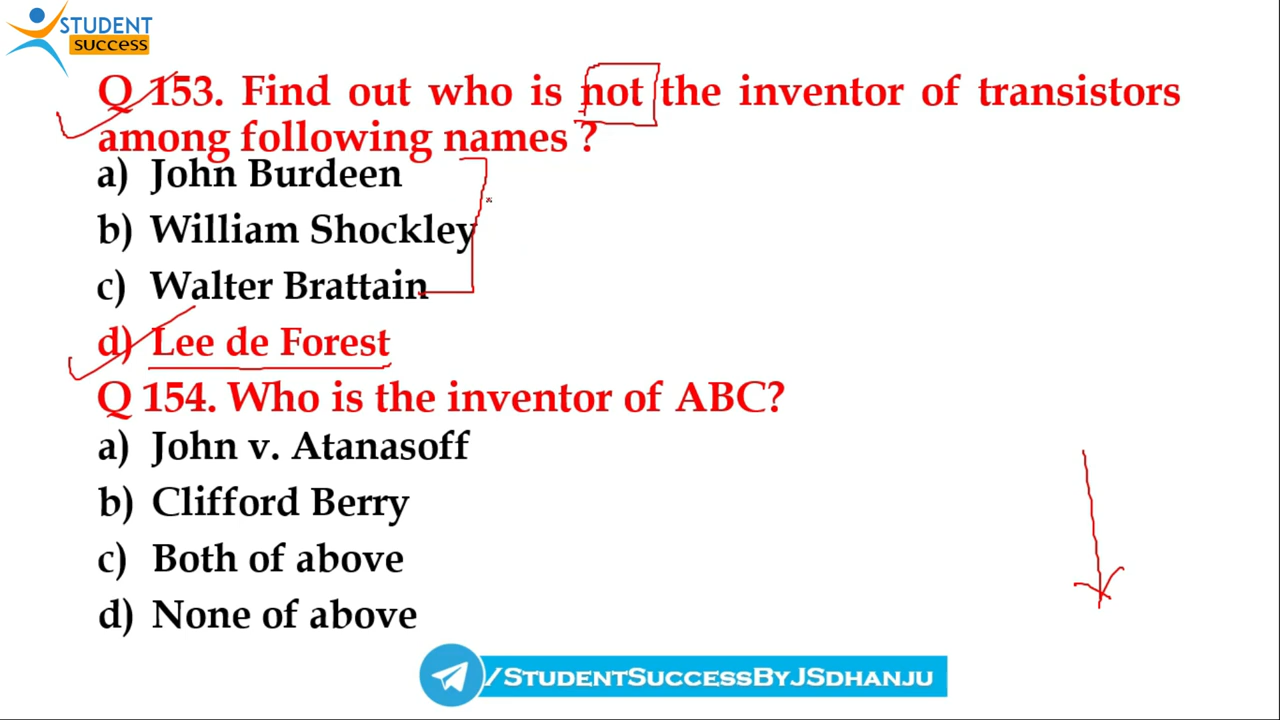 STUDENT
success
Q 153. Find out who is not the inventor of transistors
among following names ?
a) John Burdeen
b) William Shockley
c) Walter Brattain
d) Lee de Forest
Q 154. Who is the inventor of ABC?
a) John v. Atanasoff
b) Clifford Berry
c) Both of above
d) None of above
/StudentSuccessByJSdhanju